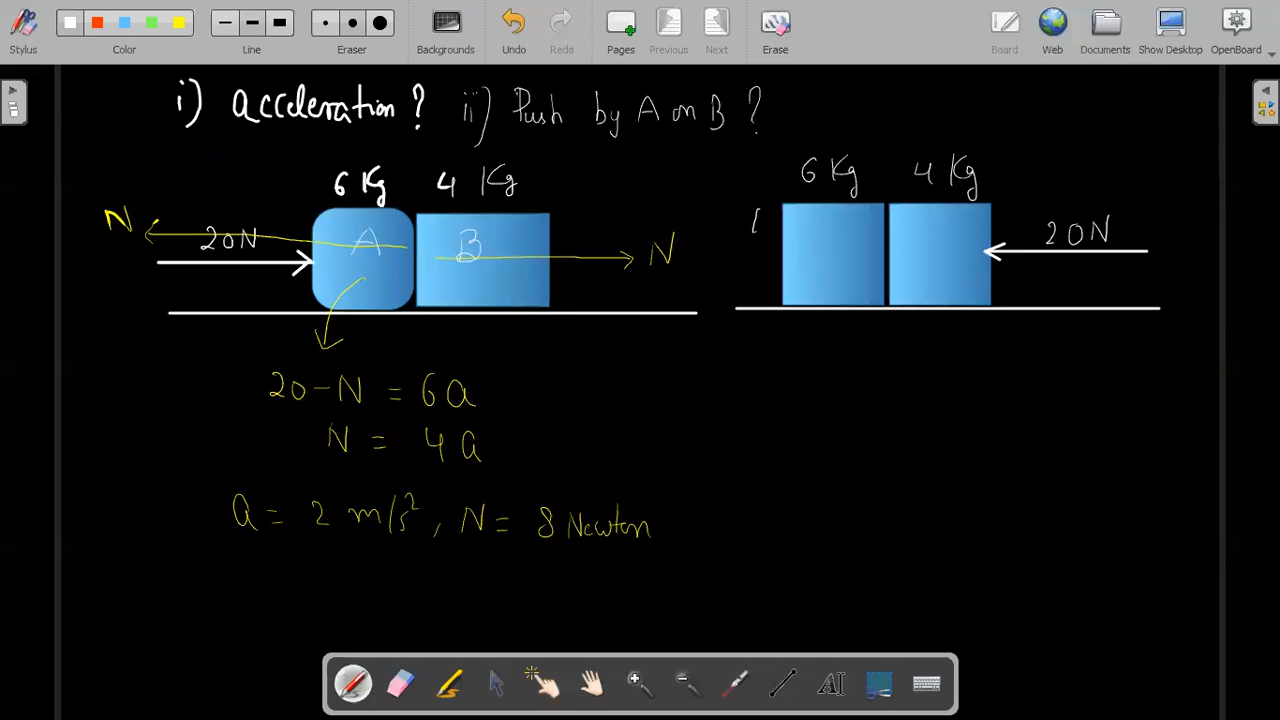 Stylus Color Line Eraser Backgrounds Undo Redo Pages Previous Next Erase Board Web Documents Show Desktop OpenBoard
i) acceleration? ii) Push by A on B ?
6 Kg 4 Kg
6 Kg 4 Kg
N 20N A B N
20N
20-N = 6a
N = 4a
a = 2 m/s², N = 8 Newton
AI